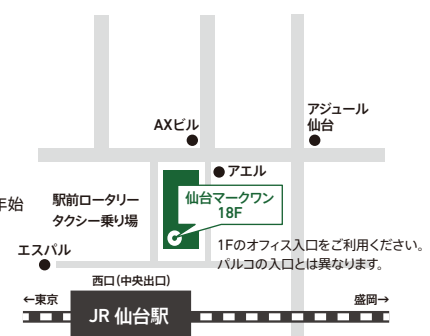 アジュール
仙台
AXビル
アエル
年始
駅前ロータリー
タクシー乗り場
仙台マークワン
18F
エスパル
1Fのオフィス入口をご利用ください。
パルコの入口とは異なります。
西口(中央出口)
←東京
盛岡→
JR 仙台駅